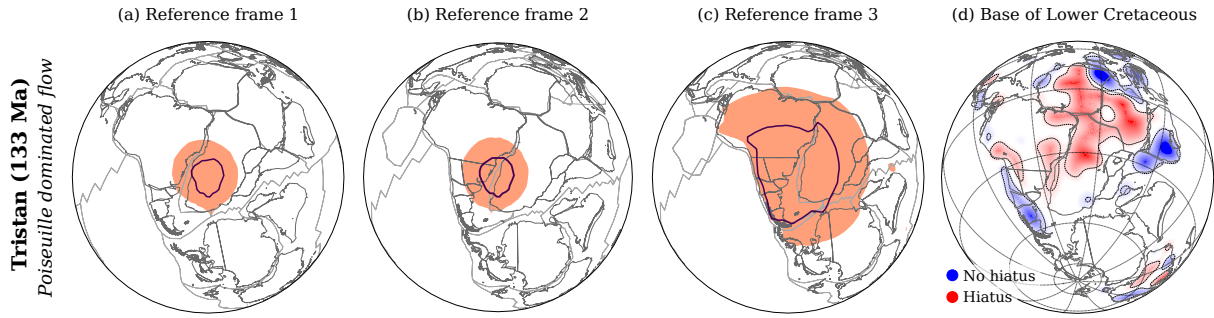 (a) Reference frame 1
(b) Reference frame 2
(c) Reference frame 3
(d) Base of Lower Cretaceous
Tristan (133 Ma)
Poiseuille dominated flow
No hiatus
Hiatus